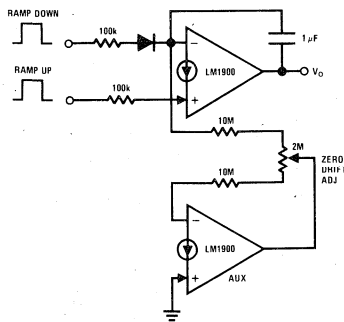 RAMP DOWN
100k
1 μF
RAMP UP
100k
LM1900
VO
10M
10M
2M
ZERO
DRIFT
ADJ
LM1900
AUX